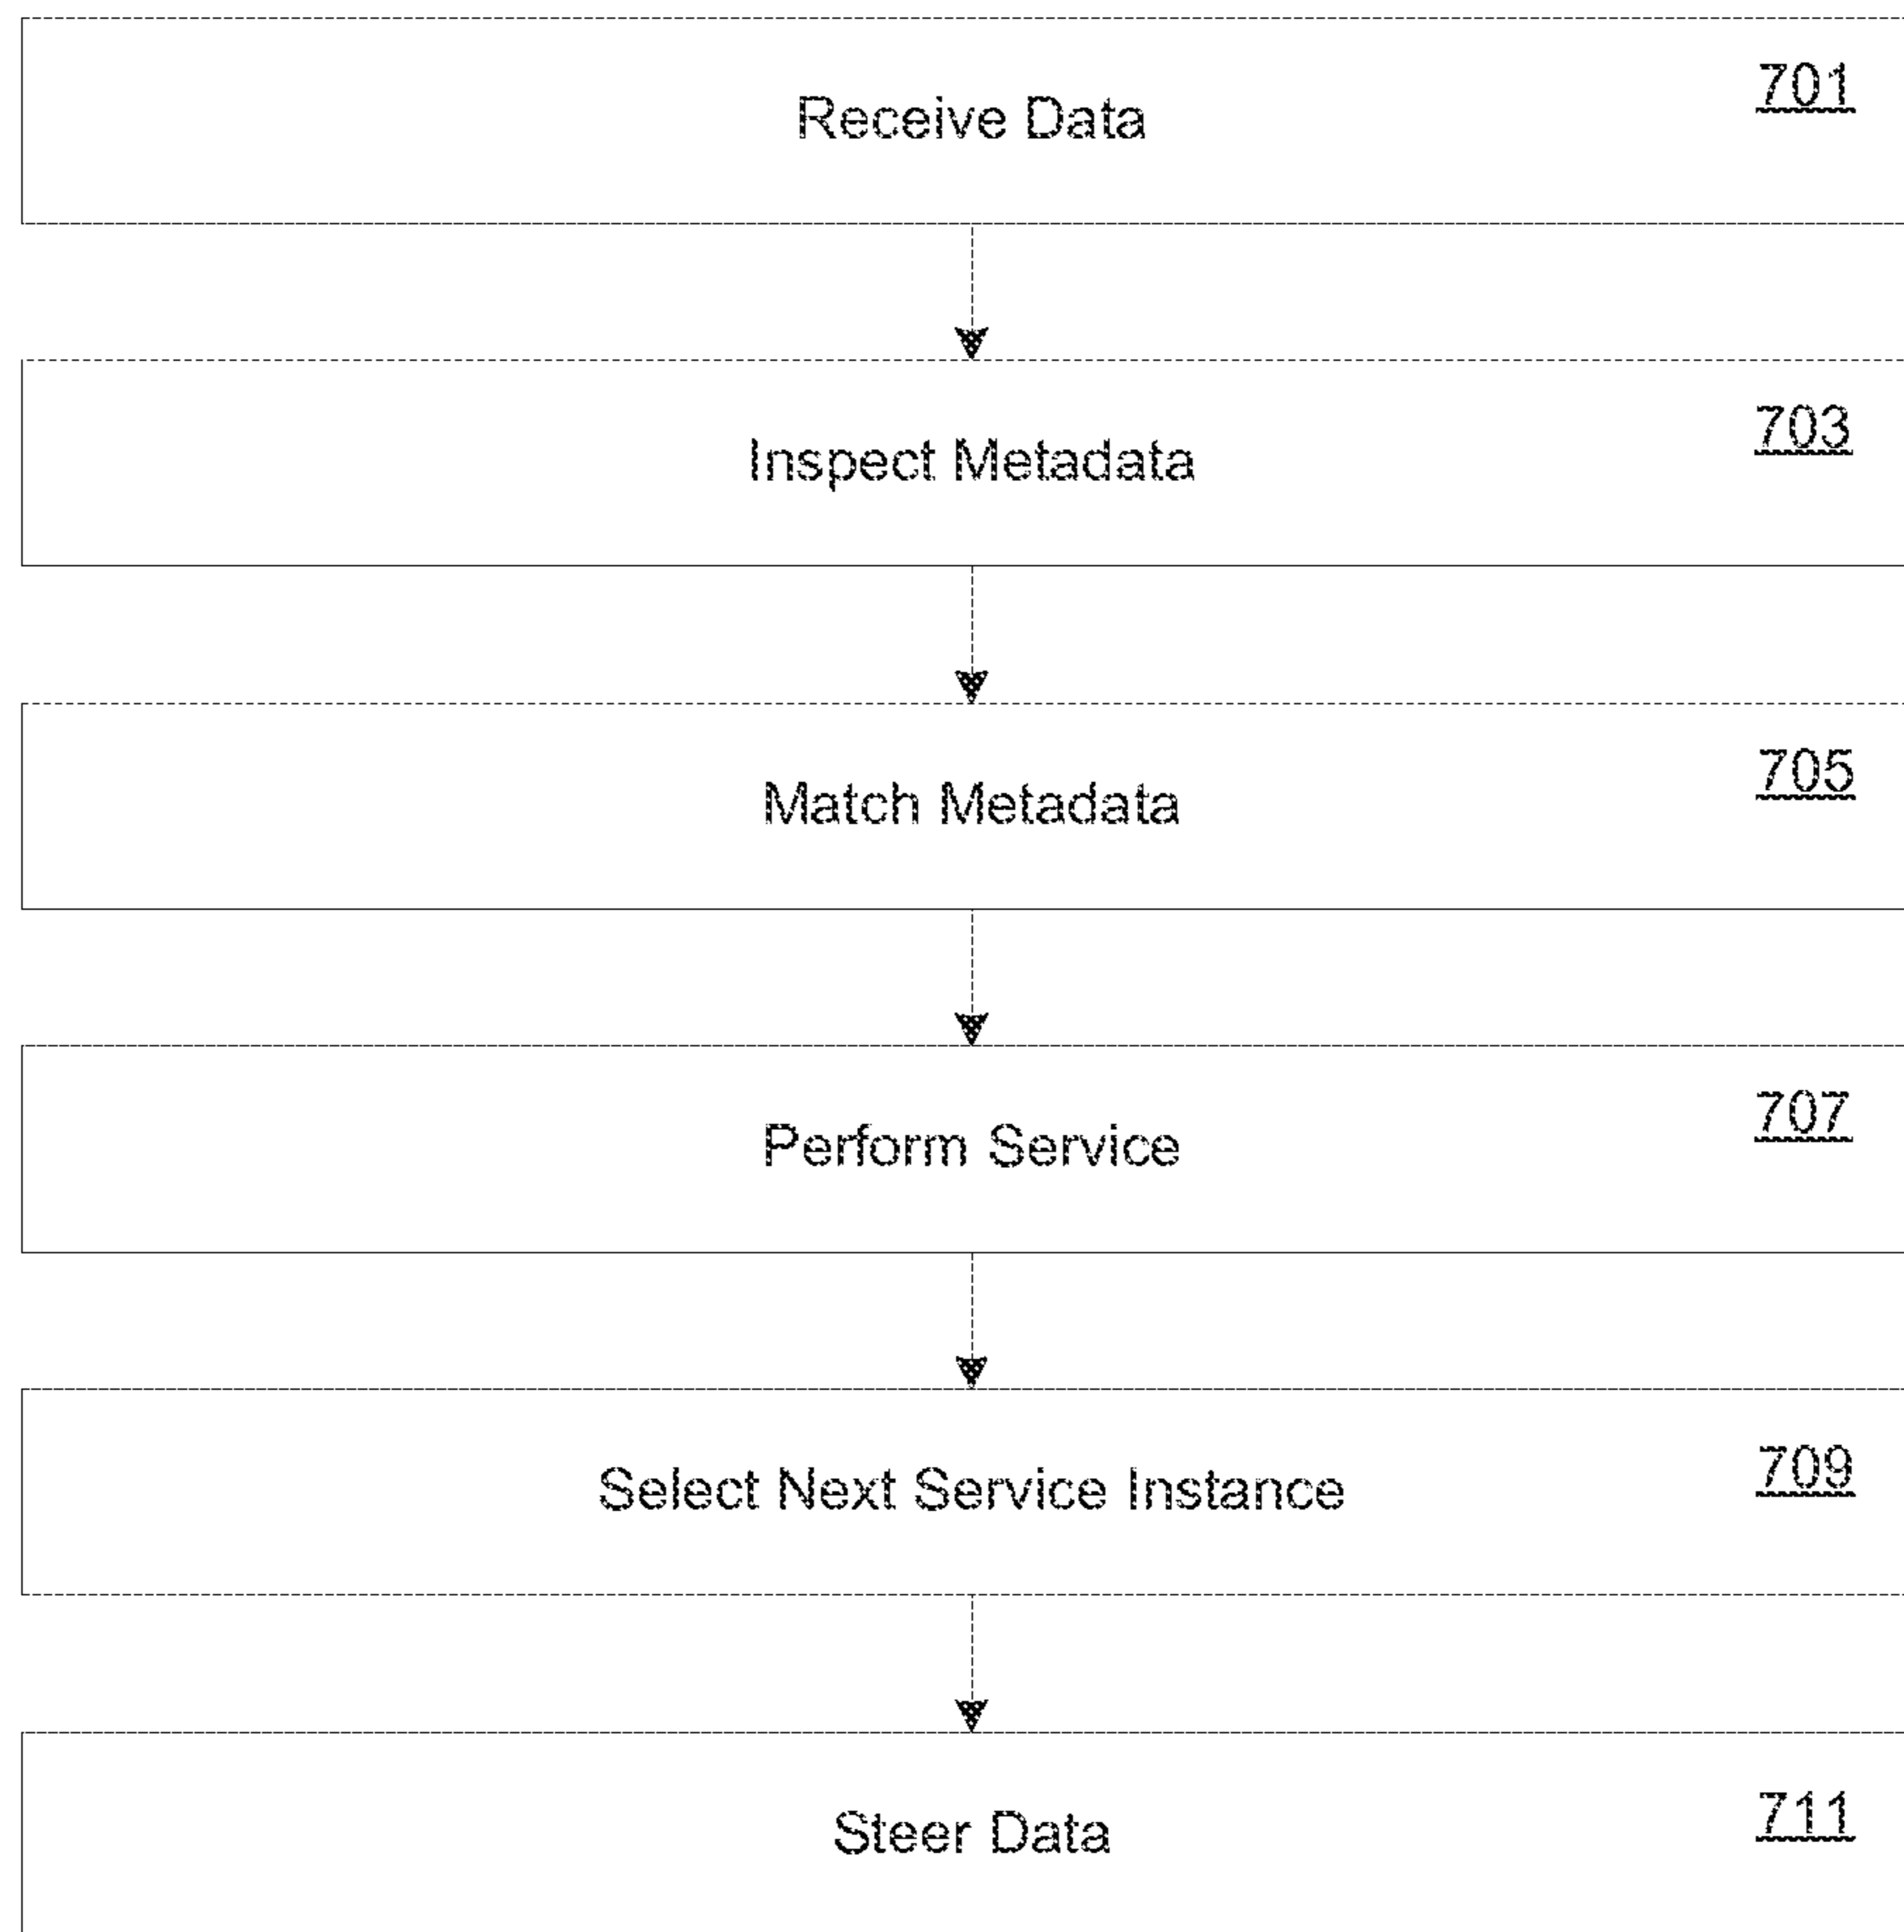 701
Receive Data
703
Inspect Metadata
705
Match Metadata
707
Perform Service
709
Select Next Service Instance
711
Steer Data